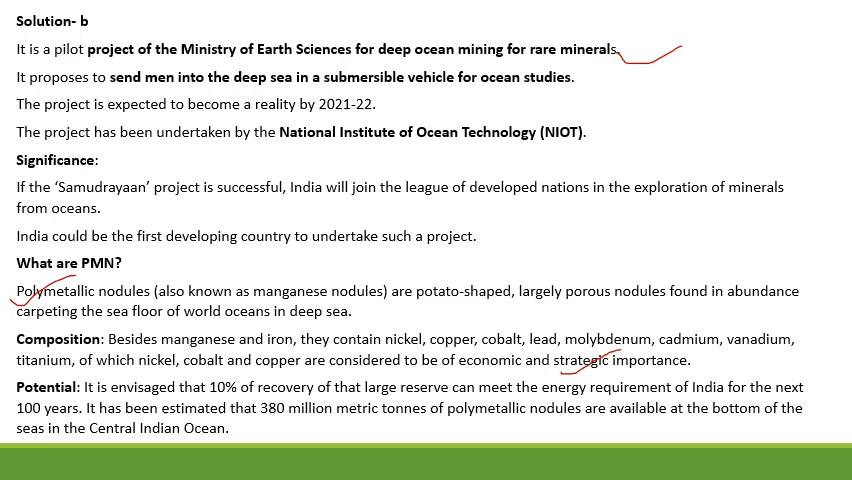 Solution- b
It is a pilot project of the Ministry of Earth Sciences for deep ocean mining for rare minerals.
It proposes to send men into the deep sea in a submersible vehicle for ocean studies.
The project is expected to become a reality by 2021-22.
The project has been undertaken by the National Institute of Ocean Technology (NIOT).
Significance:
If the ‘Samudrayaan’ project is successful, India will join the league of developed nations in the exploration of minerals
from oceans.
India could be the first developing country to undertake such a project.
What are PMN?
Polymetallic nodules (also known as manganese nodules) are potato-shaped, largely porous nodules found in abundance
carpeting the sea floor of world oceans in deep sea.
Composition: Besides manganese and iron, they contain nickel, copper, cobalt, lead, molybdenum, cadmium, vanadium,
titanium, of which nickel, cobalt and copper are considered to be of economic and strategic importance.
Potential: It is envisaged that 10% of recovery of that large reserve can meet the energy requirement of India for the next
100 years. It has been estimated that 380 million metric tonnes of polymetallic nodules are available at the bottom of the
seas in the Central Indian Ocean.